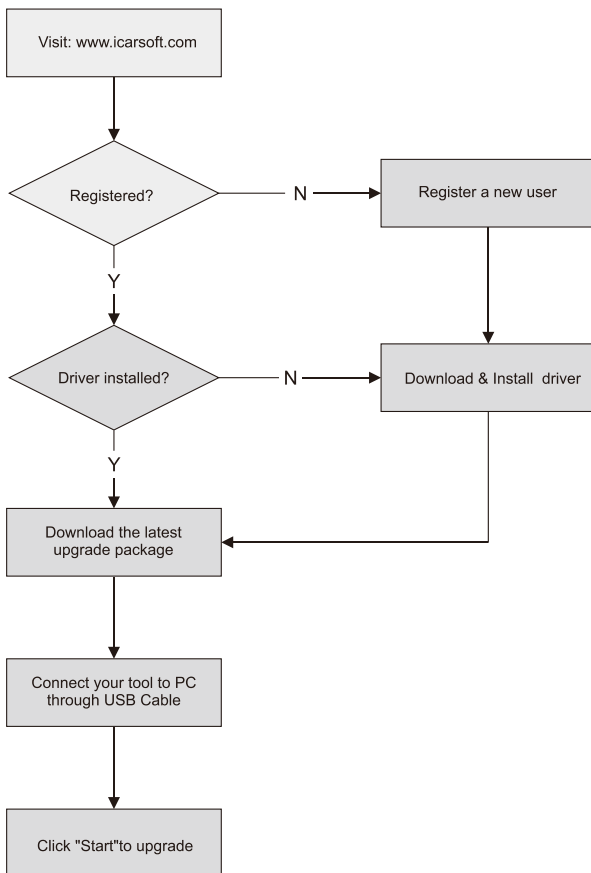 Visit: www.icarsoft.com
Registered?
N
Register a new user
Y
Driver installed?
N
Download & Install driver
Y
Download the latest
upgrade package
Connect your tool to PC
through USB Cable
Click "Start"to upgrade